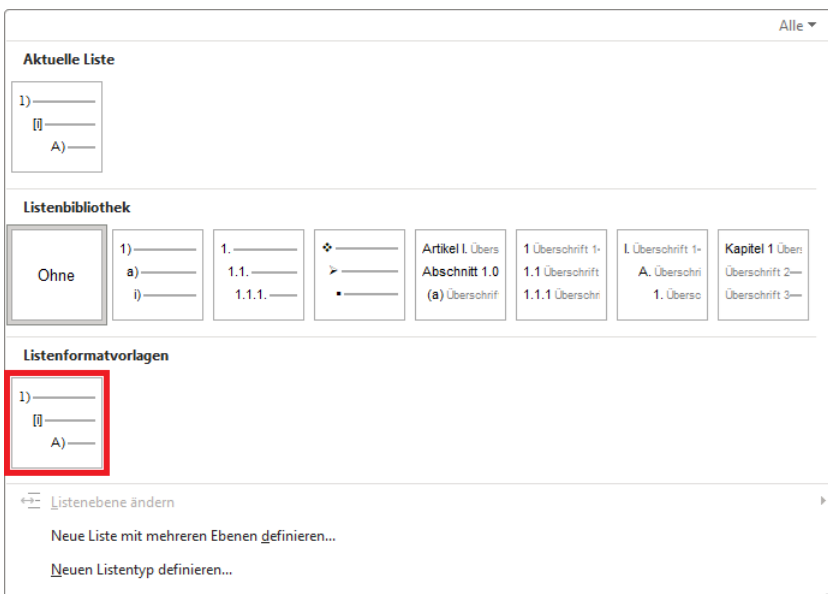 Alle
Aktuelle Liste
1)
[i]
A)
Listenbibliothek
Ohne
1)
a)
i)
1.
1.1.
1.1.1.
Artikel I. Übers
Abschnitt 1.0
(a) Überschrif
1 Überschrift 1
1.1 Überschrift
1.1.1 Überschr
I. Überschrift 1
A. Überschri
1. Übersc
Kapitel 1 Übers
Überschrift 2
Überschrift 3
Listenformatvorlagen
1)
[i]
A)
Listenebene ändern
Neue Liste mit mehreren Ebenen definieren...
Neuen Listentyp definieren...